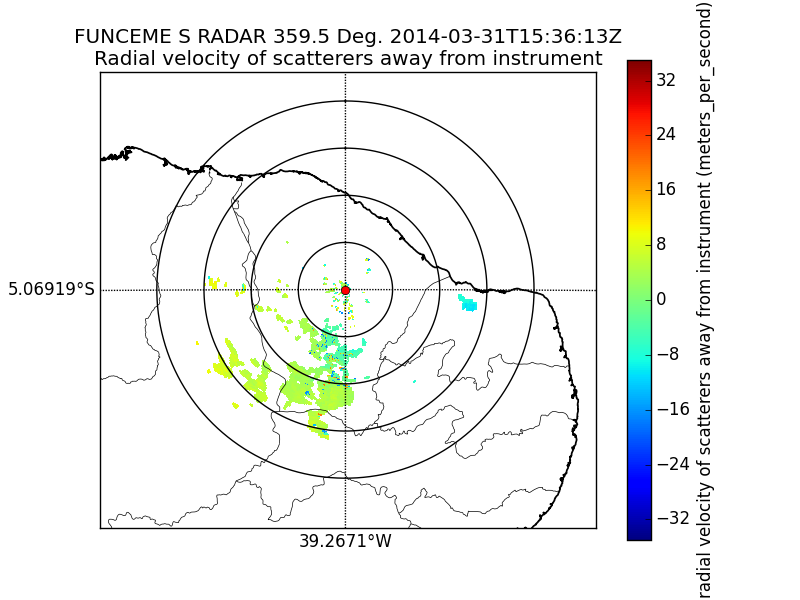 FUNCEME S RADAR 359.5 Deg. 2014-03-31T15:36:13Z
Radial velocity of scatterers away from instrument
5.06919°S
39.2671°W
32
24
16
8
0
−8
−16
−24
−32
radial velocity of scatterers away from instrument (meters_per_second)